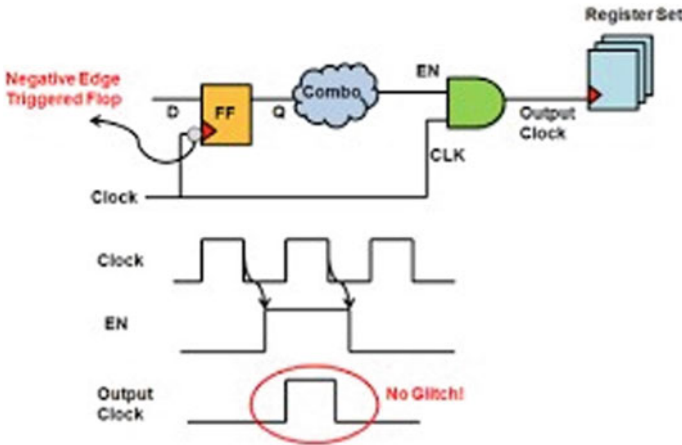 Register Set
Negative Edge
Triggered Flop
D
FF
Q
Combo
EN
CLK
Output
Clock
Clock
Clock
EN
Output
Clock
No Glitch!